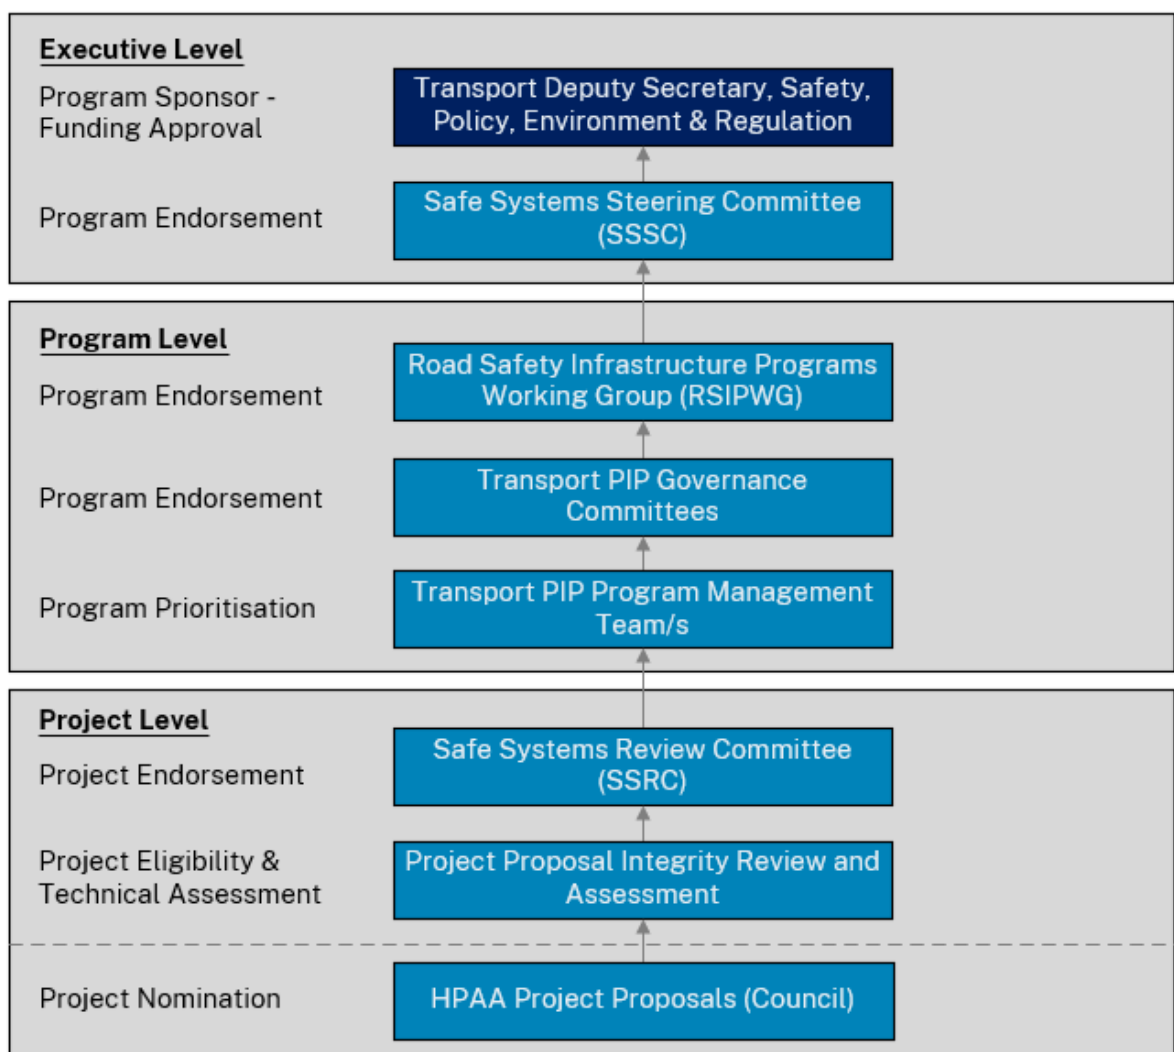 Executive Level
Program Sponsor -
Funding Approval
Transport Deputy Secretary, Safety,
Policy, Environment & Regulation
Program Endorsement
Safe Systems Steering Committee
(SSSC)
Program Level
Program Endorsement
Road Safety Infrastructure Programs
Working Group (RSIPWG)
Program Endorsement
Transport PIP Governance
Committees
Program Prioritisation
Transport PIP Program Management
Team/s
Project Level
Project Endorsement
Safe Systems Review Committee
(SSRC)
Project Eligibility &
Technical Assessment
Project Proposal Integrity Review and
Assessment
Project Nomination
HPAA Project Proposals (Council)